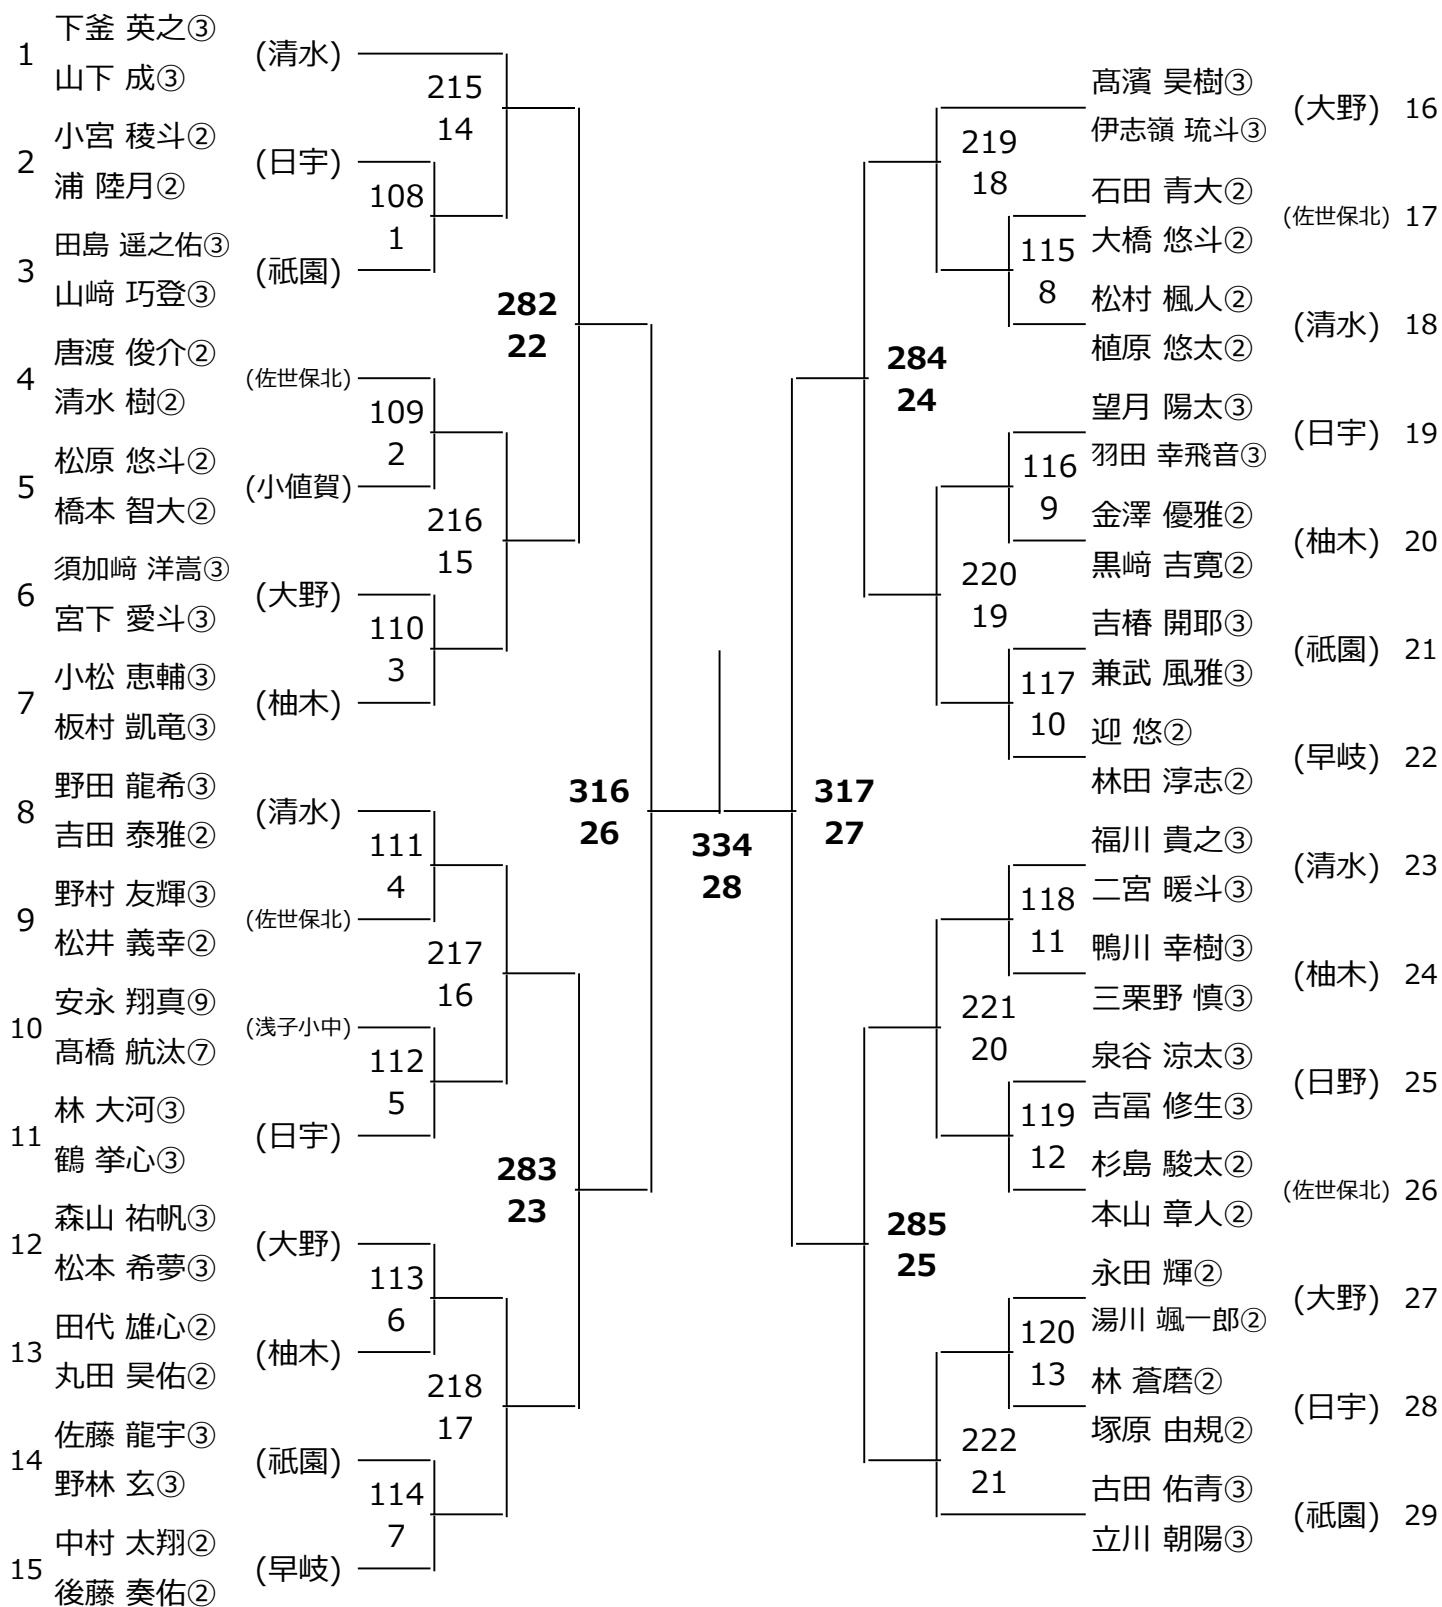 1 下釜 英之③ (清水)
山下 成③
2 小宮 稜斗② (日宇)
浦 陸月②
3 田島 遥之佑③ (祇園)
山﨑 巧登③
4 唐渡 俊介② (佐世保北)
清水 樹②
5 松原 悠斗② (小値賀)
橋本 智大②
6 須加﨑 洋嵩③ (大野)
宮下 愛斗③
7 小松 恵輔③ (柚木)
板村 凱竜③
8 野田 龍希③ (清水)
吉田 泰雅②
9 野村 友輝③ (佐世保北)
松井 義幸②
10 安永 翔真⑨ (浅子小中)
髙橋 航汰⑦
11 林 大河③ (日宇)
鶴 挙心③
12 森山 祐帆③ (大野)
松本 希夢③
13 田代 雄心② (柚木)
丸田 昊佑②
14 佐藤 龍宇③ (祇園)
野林 玄③
15 中村 太翔② (早岐)
後藤 奏佑②
108
1
109
2
110
3
111
4
112
5
113
6
114
7
215
14
216
15
217
16
218
17
282
22
283
23
316
26
334
28
317
27
284
24
285
25
219
18
220
19
221
20
222
21
115
8
116
9
117
10
118
11
119
12
120
13
髙濱 昊樹③ (大野) 16
伊志嶺 琉斗③
石田 青大② (佐世保北) 17
大橋 悠斗②
松村 楓人② (清水) 18
植原 悠太②
望月 陽太③ (日宇) 19
羽田 幸飛音③
金澤 優雅② (柚木) 20
黒﨑 吉寛②
吉椿 開耶③ (祇園) 21
兼武 風雅③
迎 悠② (早岐) 22
林田 淳志②
福川 貴之③ (清水) 23
二宮 暖斗③
鴨川 幸樹③ (柚木) 24
三栗野 慎③
泉谷 涼太③ (日野) 25
吉冨 修生③
杉島 駿太② (佐世保北) 26
本山 章人②
永田 輝② (大野) 27
湯川 颯一郎②
林 蒼磨② (日宇) 28
塚原 由規②
古田 佑青③ (祇園) 29
立川 朝陽③